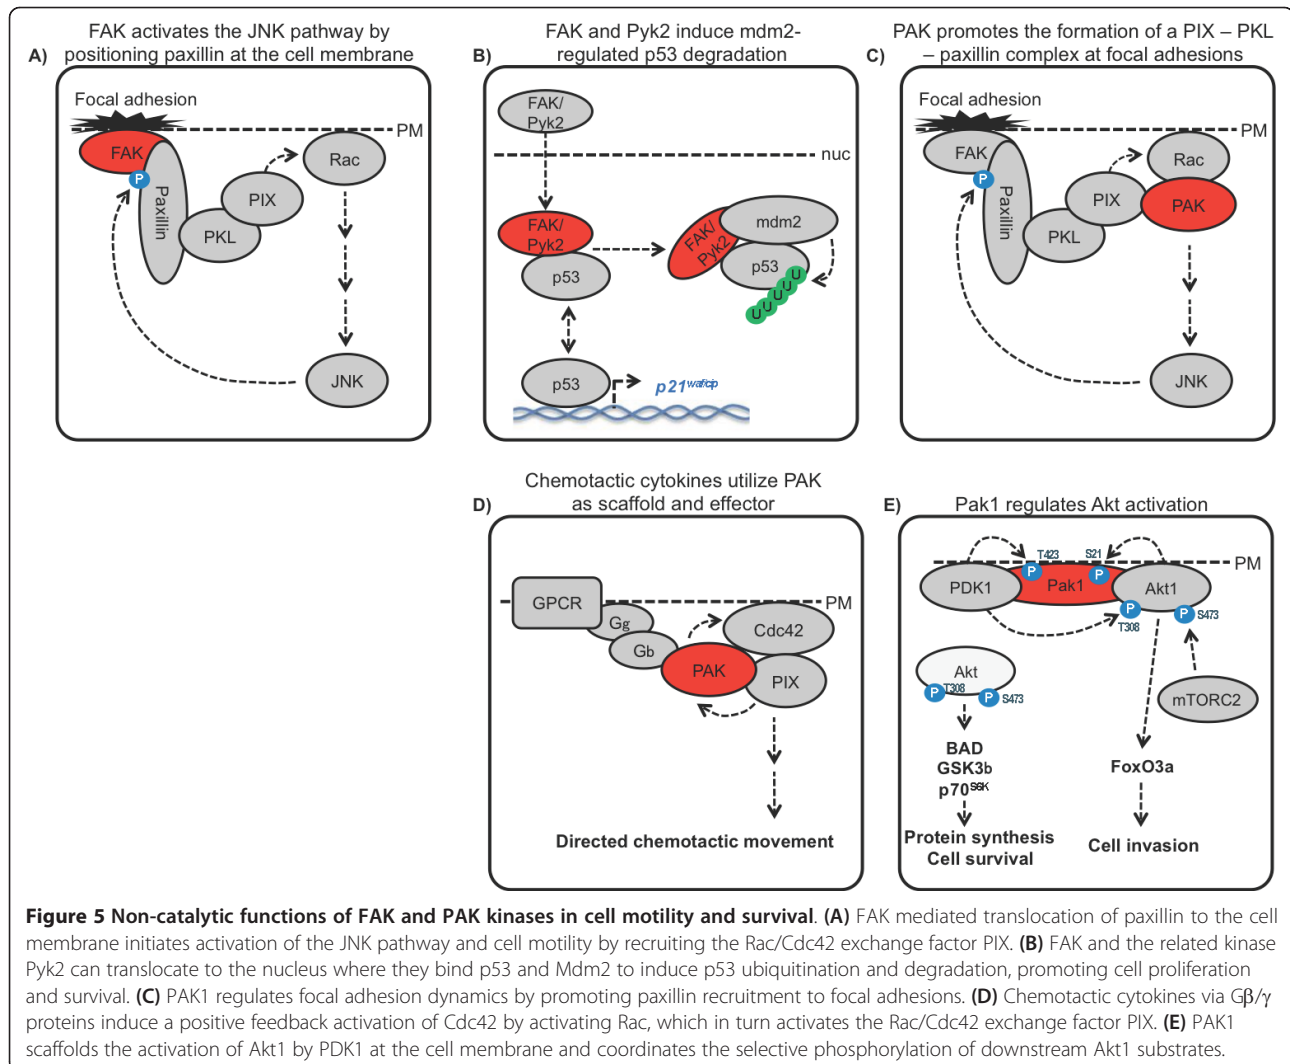 FAK activates the JNK pathway by
positioning paxillin at the cell membrane
A)
Focal adhesion
PM
FAK
P
Paxillin
PKL
PIX
Rac
JNK
FAK and Pyk2 induce mdm2-
regulated p53 degradation
B)
FAK/
Pyk2
nuc
FAK/
Pyk2
p53
FAK/
Pyk2
mdm2
p53
U U U U U
p53
p21waf/cip
PAK promotes the formation of a PIX – PKL
– paxillin complex at focal adhesions
C)
Focal adhesion
PM
FAK
P
Paxillin
PKL
PIX
Rac
PAK
JNK
Chemotactic cytokines utilize PAK
as scaffold and effector
D)
GPCR
PM
Gg
Gb
Cdc42
PAK
PIX
Directed chemotactic movement
Pak1 regulates Akt activation
E)
PM
T423
S21
PDK1
P
Pak1
P
Akt1
P
T308
P
S473
Akt
P
T308
P
S473
mTORC2
BAD
GSK3b
p70S6K
FoxO3a
Protein synthesis
Cell survival
Cell invasion
Figure 5 Non-catalytic functions of FAK and PAK kinases in cell motility and survival. (A) FAK mediated translocation of paxillin to the cell
membrane initiates activation of the JNK pathway and cell motility by recruiting the Rac/Cdc42 exchange factor PIX. (B) FAK and the related kinase
Pyk2 can translocate to the nucleus where they bind p53 and Mdm2 to induce p53 ubiquitination and degradation, promoting cell proliferation
and survival. (C) PAK1 regulates focal adhesion dynamics by promoting paxillin recruitment to focal adhesions. (D) Chemotactic cytokines via Gβ/γ
proteins induce a positive feedback activation of Cdc42 by activating Rac, which in turn activates the Rac/Cdc42 exchange factor PIX. (E) PAK1
scaffolds the activation of Akt1 by PDK1 at the cell membrane and coordinates the selective phosphorylation of downstream Akt1 substrates.